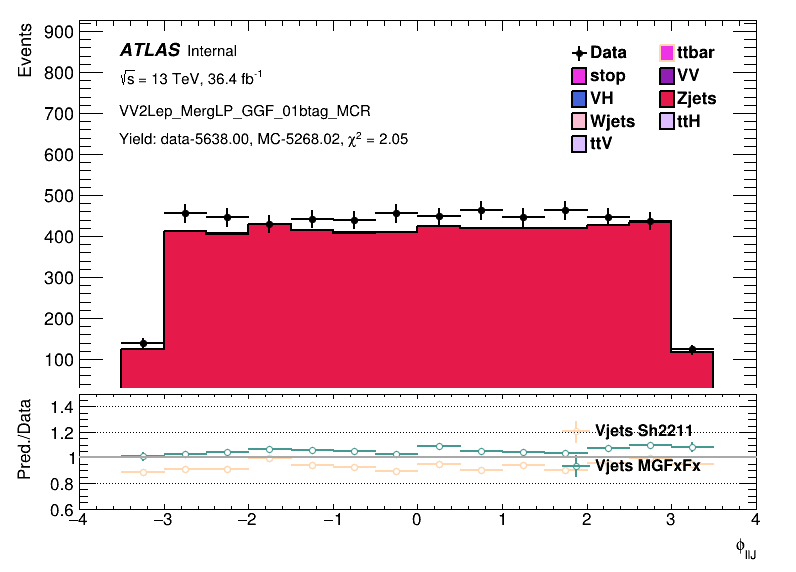 Events
900
800
700
600
500
400
300
200
100
ATLAS Internal
√s = 13 TeV, 36.4 fb⁻¹
VV2Lep_MergLP_GGF_01btag_MCR
Yield: data-5638.00, MC-5268.02, χ² = 2.05
Data ttbar
stop VV
VH Zjets
Wjets ttH
ttV
Pred./Data
1.4
1.2
1
0.8
0.6
Vjets Sh2211
Vjets MGFxFx
−4 −3 −2 −1 0 1 2 3 4
ϕllJ